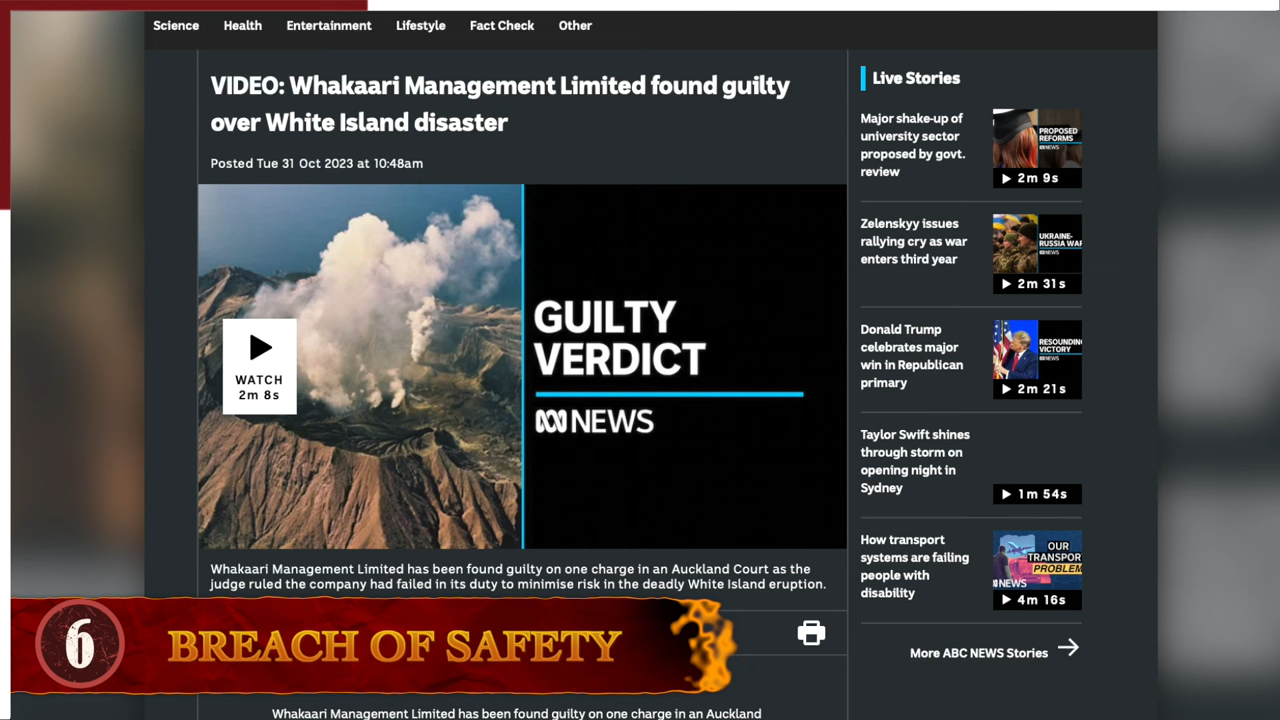 Science Health Entertainment Lifestyle Fact Check Other
VIDEO: Whakaari Management Limited found guilty
over White Island disaster
Posted Tue 31 Oct 2023 at 10:48am
WATCH
2m 8s
GUILTY
VERDICT
NEWS
Whakaari Management Limited has been found guilty on one charge in an Auckland Court as the
judge ruled the company had failed in its duty to minimise risk in the deadly White Island eruption.
Live Stories
Major shake-up of
university sector
proposed by govt.
review
PROPOSED
REFORMS
NEWS
2m 9s
Zelenskyy issues
rallying cry as war
enters third year
UKRAINE-
RUSSIA WAR
NEWS
2m 31s
Donald Trump
celebrates major
win in Republican
primary
RESOUNDING
VICTORY
NEWS
2m 21s
Taylor Swift shines
through storm on
opening night in
Sydney
1m 54s
How transport
systems are failing
people with
disability
OUR
TRANSPOR
PROBLEM
NEWS
4m 16s
More ABC NEWS Stories
6 BREACH OF SAFETY
Whakaari Management Limited has been found guilty on one charge in an Auckland